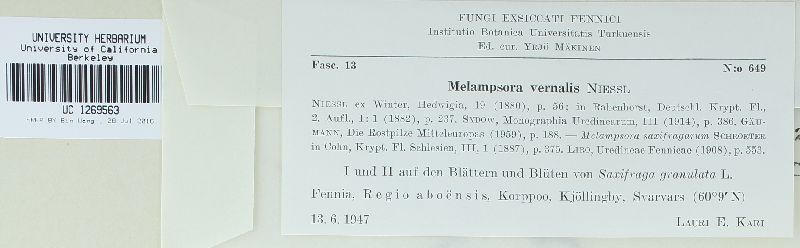 UNIVERSITY HERBARIUM
University of California
Berkeley
UC 1269563
FUNGI EXSICCATI FENNICI
Institutio Botanica Universitatis Turkuensis
Ed. cur. YRJÖ MÄKINEN
Fasc. 13
N:o 649
Melampsora vernalis NIESSL
NIESSL ex Winter, Hedwigia, 19 (1880), p. 56; in Rabenhorst, Deutschl. Krypt. Fl.,
2. Aufl., 1: 1 (1882), p. 237. SYDOW, Monographia Uredinearum, III (1914), p. 386. GÄU-
MANN, Die Rostpilze Mitteleuropas (1959), p. 188. — Melampsora saxifragarum SCHROETER
in Cohn, Krypt. Fl. Schlesien, III, 1 (1887), p. 375. LIRO, Uredineae Fennicae (1908), p. 553.
I und II auf den Blättern und Blüten von Saxifraga granulata L.
Fennia, Regio aboënsis, Korppoo, Kjöllingby, Svarvars (60°9′ N)
13. 6. 1947
LAURI E. KARI